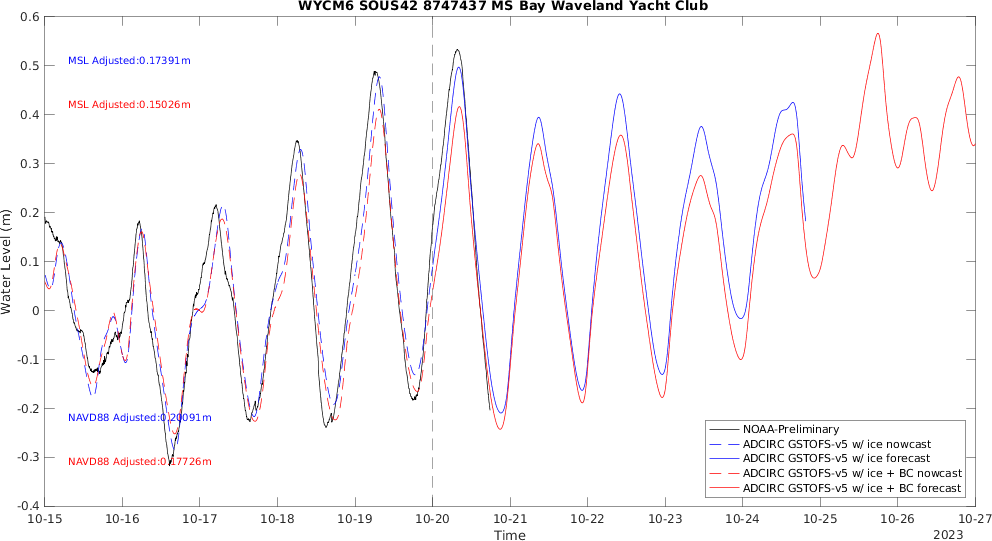 WYCM6 SOUS42 8747437 MS Bay Waveland Yacht Club
Water Level (m)
0.6
0.5
0.4
0.3
0.2
0.1
0
-0.1
-0.2
-0.3
-0.4
MSL Adjusted:0.17391m
MSL Adjusted:0.15026m
NAVD88 Adjusted:0.20091m
NAVD88 Adjusted:0.17726m
NOAA-Preliminary
ADCIRC GSTOFS-v5 w/ ice nowcast
ADCIRC GSTOFS-v5 w/ ice forecast
ADCIRC GSTOFS-v5 w/ ice + BC nowcast
ADCIRC GSTOFS-v5 w/ ice + BC forecast
10-15 10-16 10-17 10-18 10-19 10-20 10-21 10-22 10-23 10-24 10-25 10-26 10-27
Time
2023